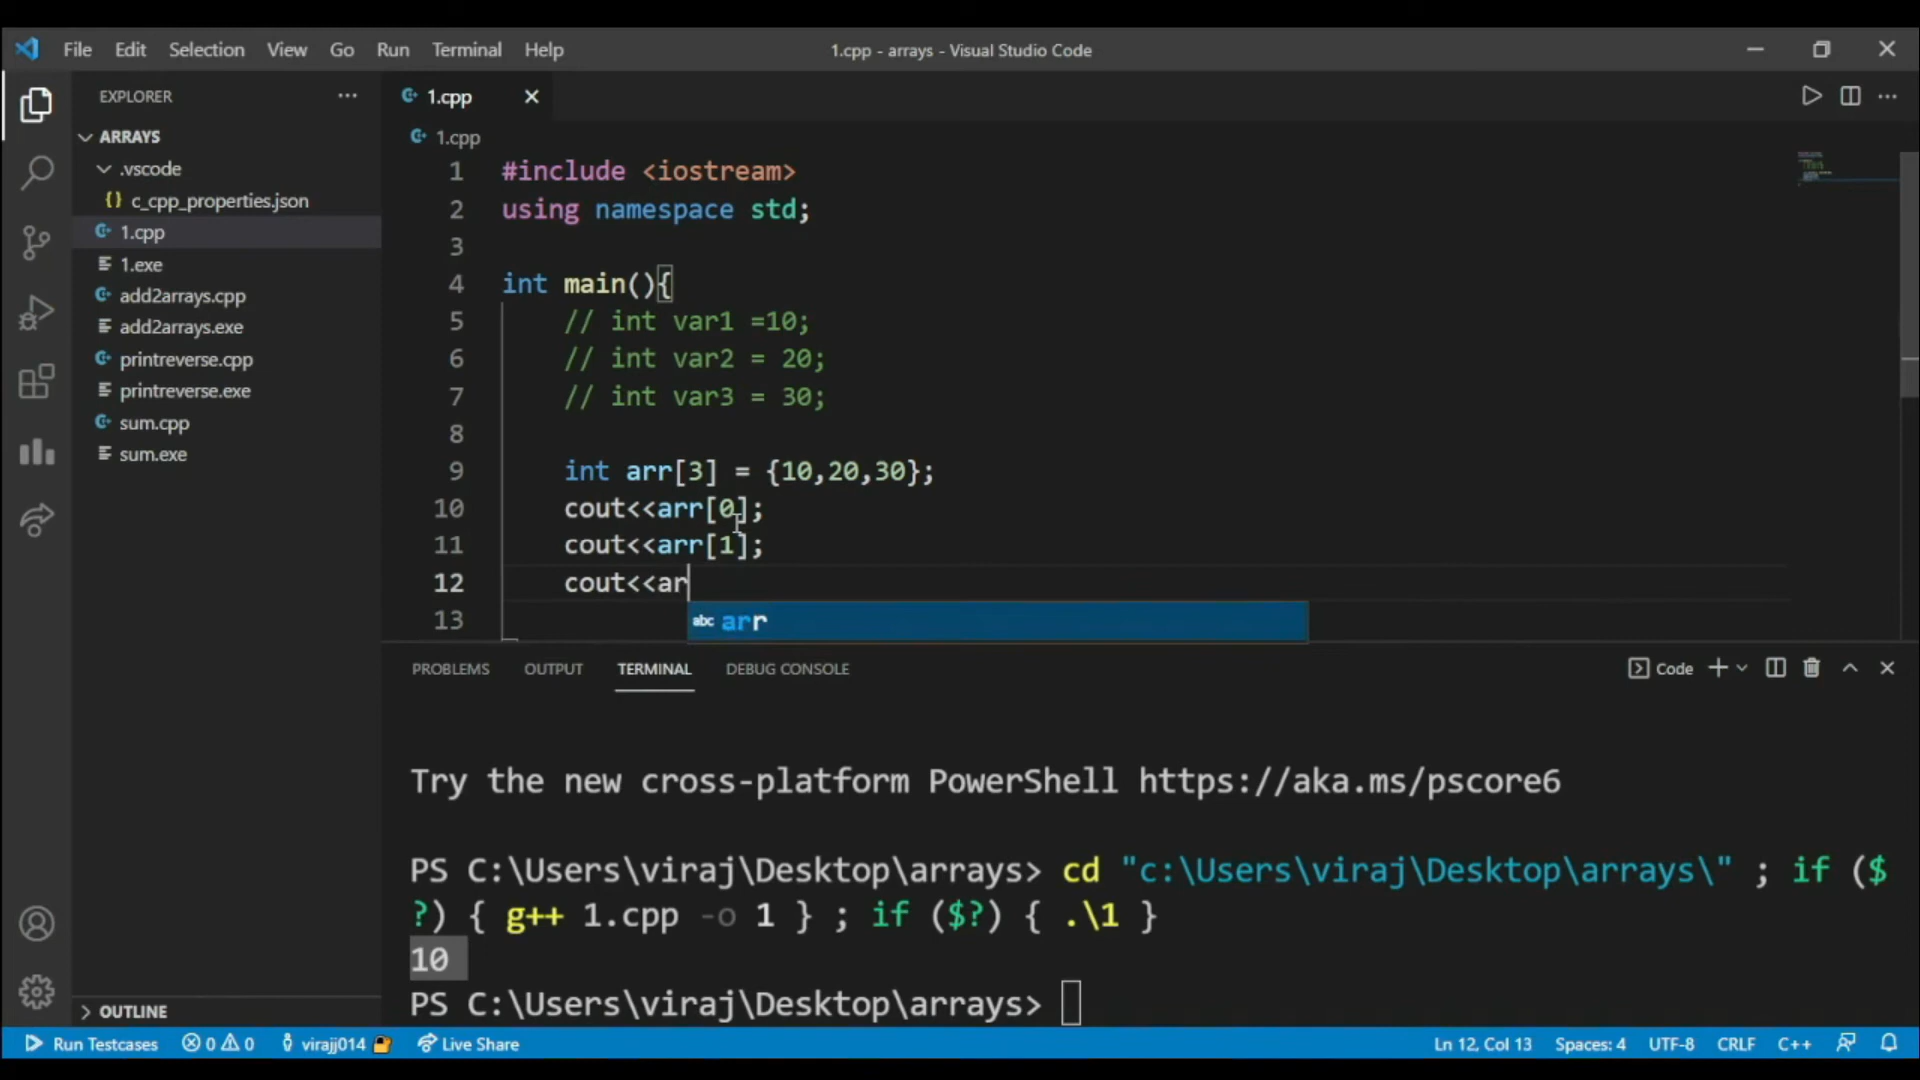 File Edit Selection View Go Run Terminal Help 1.cpp - arrays - Visual Studio Code
EXPLORER ...
ARRAYS
.vscode
{} c_cpp_properties.json
1.cpp
1.exe
add2arrays.cpp
add2arrays.exe
printreverse.cpp
printreverse.exe
sum.cpp
sum.exe
OUTLINE
1.cpp
1.cpp
1 #include <iostream>
2 using namespace std;
3
4 int main(){
5 // int var1 =10;
6 // int var2 = 20;
7 // int var3 = 30;
8
9 int arr[3] = {10,20,30};
10 cout<<arr[0];
11 cout<<arr[1];
12 cout<<ar
abc arr
13
PROBLEMS OUTPUT TERMINAL DEBUG CONSOLE Code
Try the new cross-platform PowerShell https://aka.ms/pscore6
PS C:\Users\viraj\Desktop\arrays> cd "c:\Users\viraj\Desktop\arrays\" ; if ($
?) { g++ 1.cpp -o 1 } ; if ($?) { .\1 }
10
PS C:\Users\viraj\Desktop\arrays>
Run Testcases 0 0 virajj014 Live Share Ln 12, Col 13 Spaces: 4 UTF-8 CRLF C++